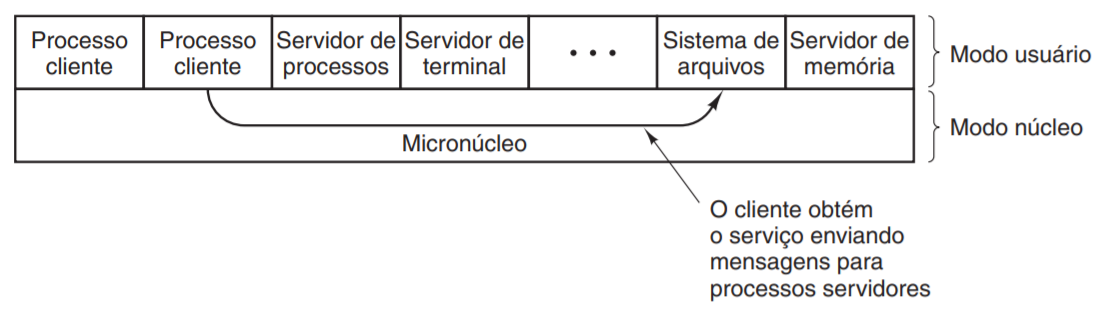 Processo
cliente
Processo
cliente
Servidor de
processos
Servidor de
terminal
• • •
Sistema de
arquivos
Servidor de
memória
Modo usuário
Micronúcleo
Modo núcleo
O cliente obtém
o serviço enviando
mensagens para
processos servidores